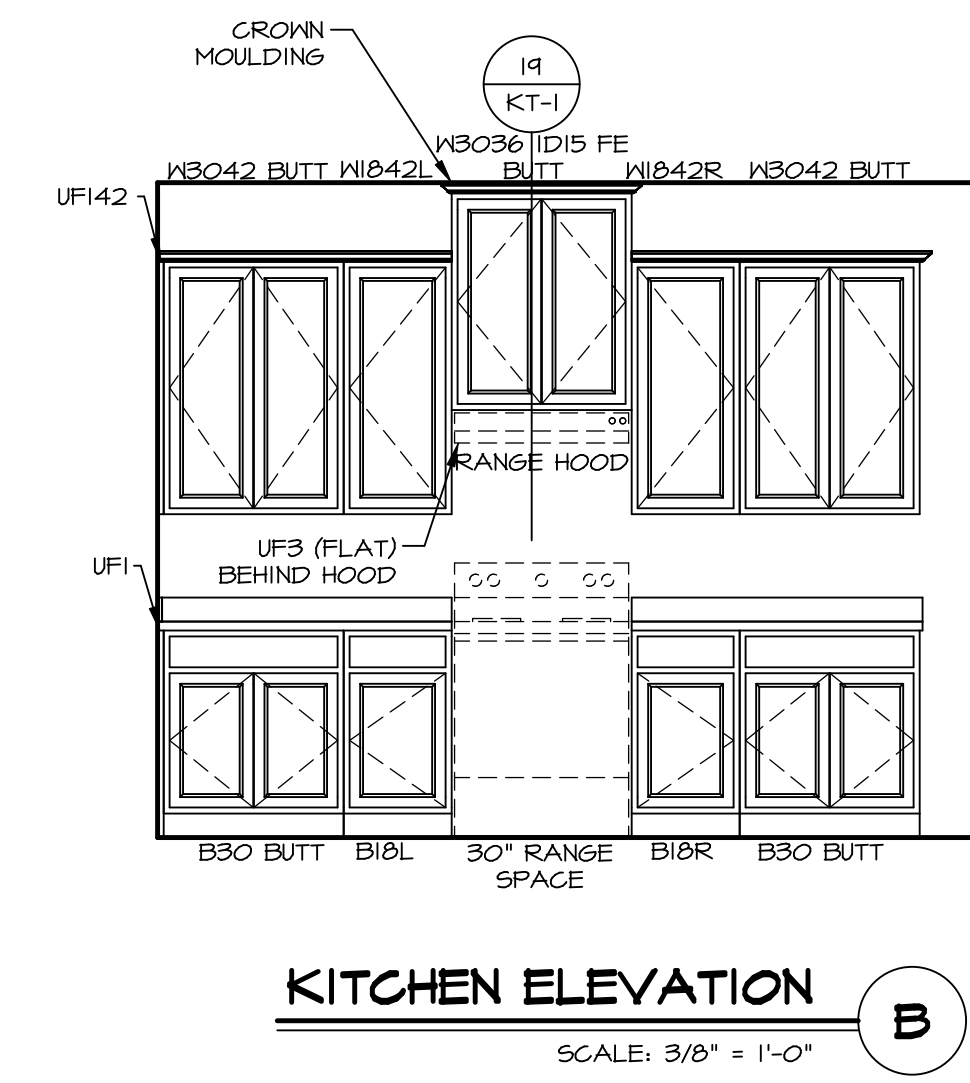 CROWN
MOULDING
19
KT-1
W3036 1D15 FE
BUTT
W3042 BUTT
W1842L
W1842R
W3042 BUTT
UF142
RANGE HOOD
UF3 (FLAT)
BEHIND HOOD
UF1
B30 BUTT
B18L
30" RANGE
SPACE
B18R
B30 BUTT
KITCHEN ELEVATION
B
SCALE: 3/8" = 1'-0"